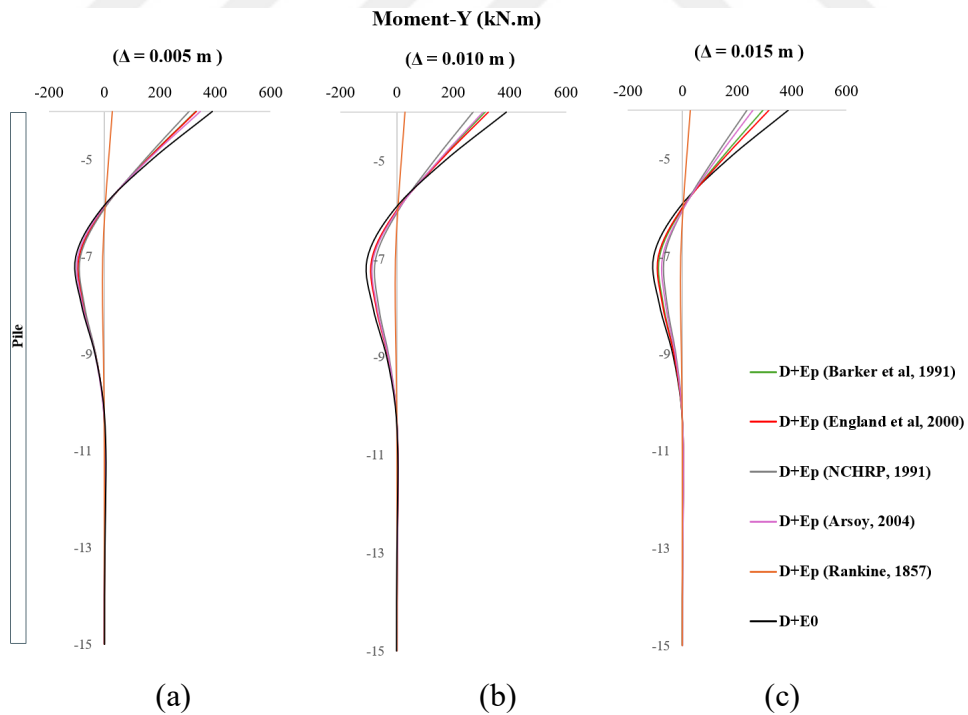 Moment-Y (kN.m)
(Δ = 0.005 m )
(Δ = 0.010 m )
(Δ = 0.015 m )
-200 0 200 400 600
-200 0 200 400 600
-200 0 200 400 600
Pile
-5
-7
-9
-11
-13
-15
-5
-7
-9
-11
-13
-15
-5
-7
-9
-11
-13
-15
D+Ep (Barker et al, 1991)
D+Ep (England et al, 2000)
D+Ep (NCHRP, 1991)
D+Ep (Arsoy, 2004)
D+Ep (Rankine, 1857)
D+E0
(a)
(b)
(c)